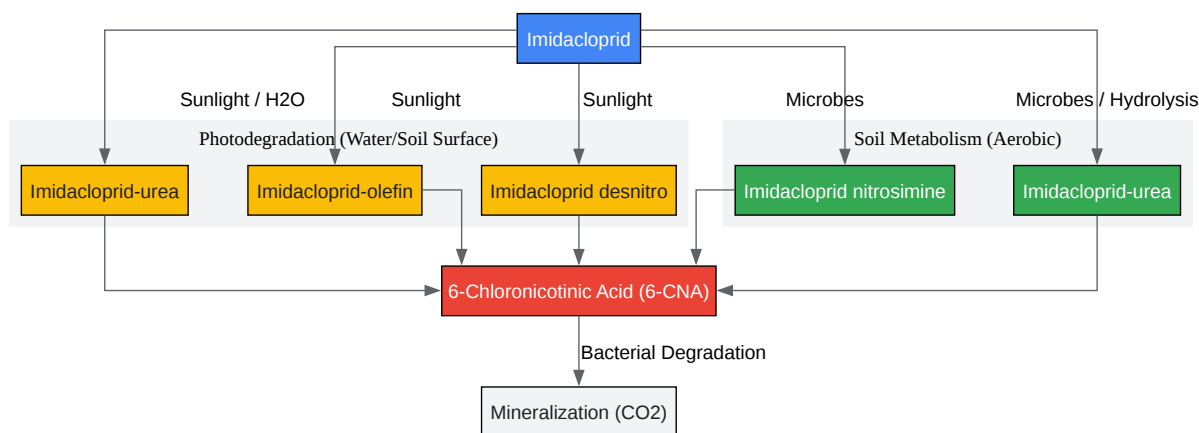 Imidacloprid
Sunlight / H2O
Sunlight
Sunlight
Microbes
Microbes / Hydrolysis
Photodegradation (Water/Soil Surface)
Soil Metabolism (Aerobic)
Imidacloprid-urea
Imidacloprid-olefin
Imidacloprid desnitro
Imidacloprid nitrosimine
Imidacloprid-urea
6-Chloronicotinic Acid (6-CNA)
Bacterial Degradation
Mineralization (CO2)